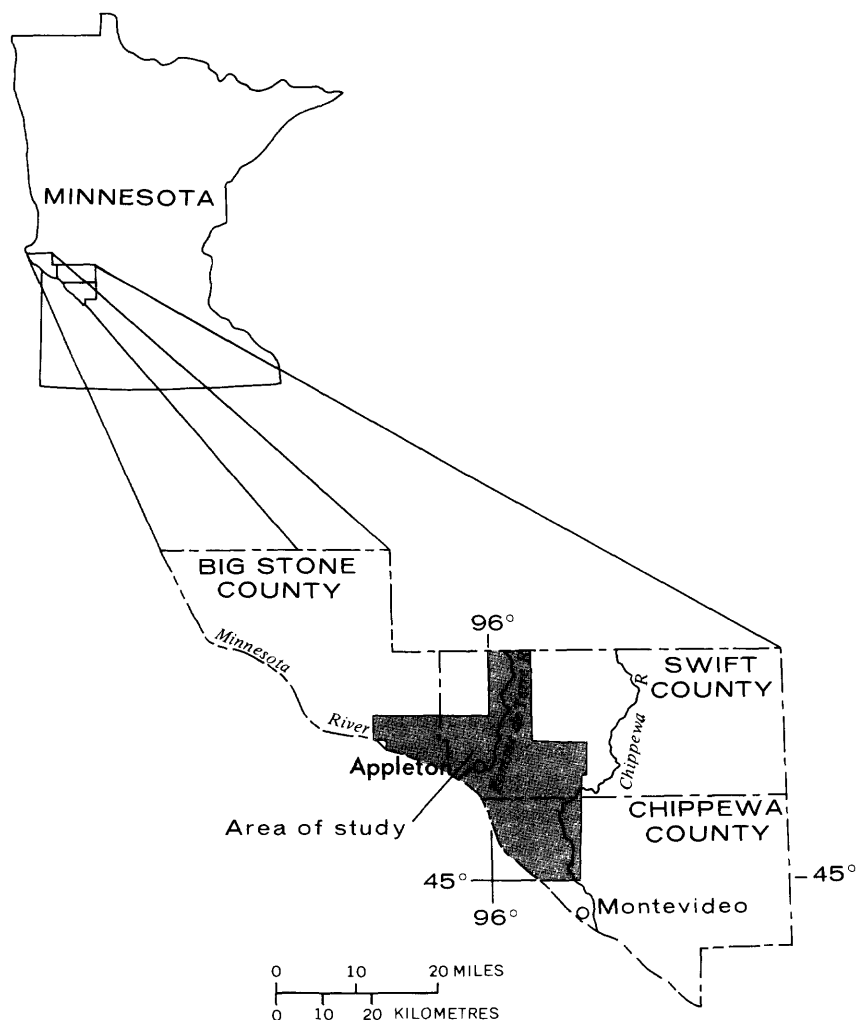 MINNESOTA
BIG STONE
COUNTY
96°
Minnesota
River
SWIFT
COUNTY
Chippewa R
Appleton
Area of study
CHIPPEWA
COUNTY
45°
45°
96°
Montevideo
0 10 20 MILES
0 10 20 KILOMETRES